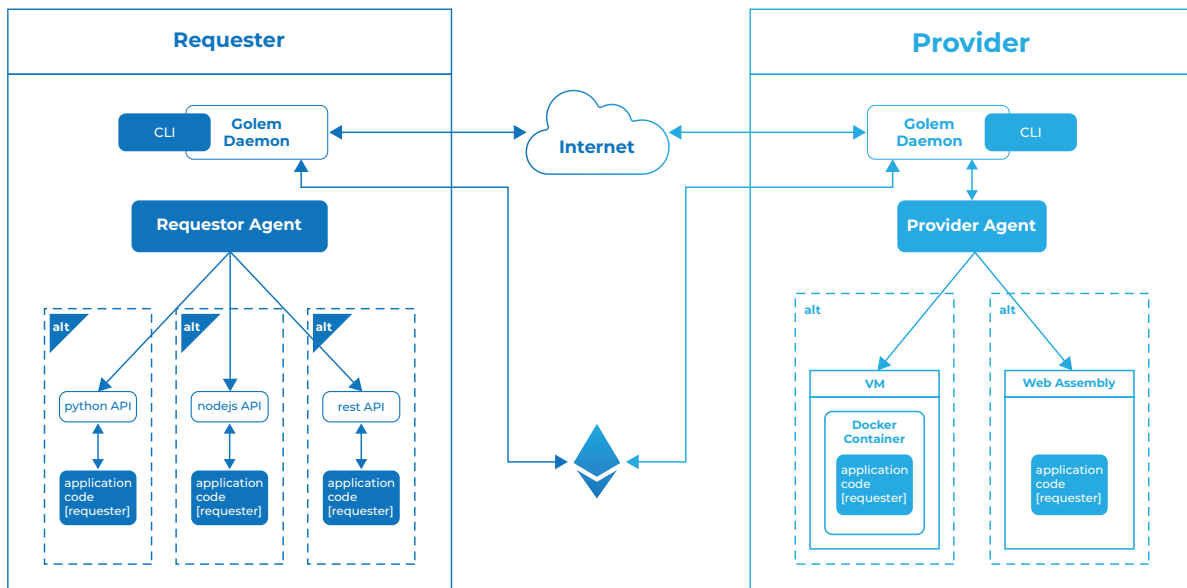 Requester
Provider
CLI
Golem
Daemon
Internet
Golem
Daemon
CLI
Requestor Agent
Provider Agent
alt
alt
alt
alt
alt
python API
nodejs API
rest API
VM
Web Assembly
Docker
Container
application
code
[requester]
application
code
[requester]
application
code
[requester]
application
code
[requester]
application
code
[requester]